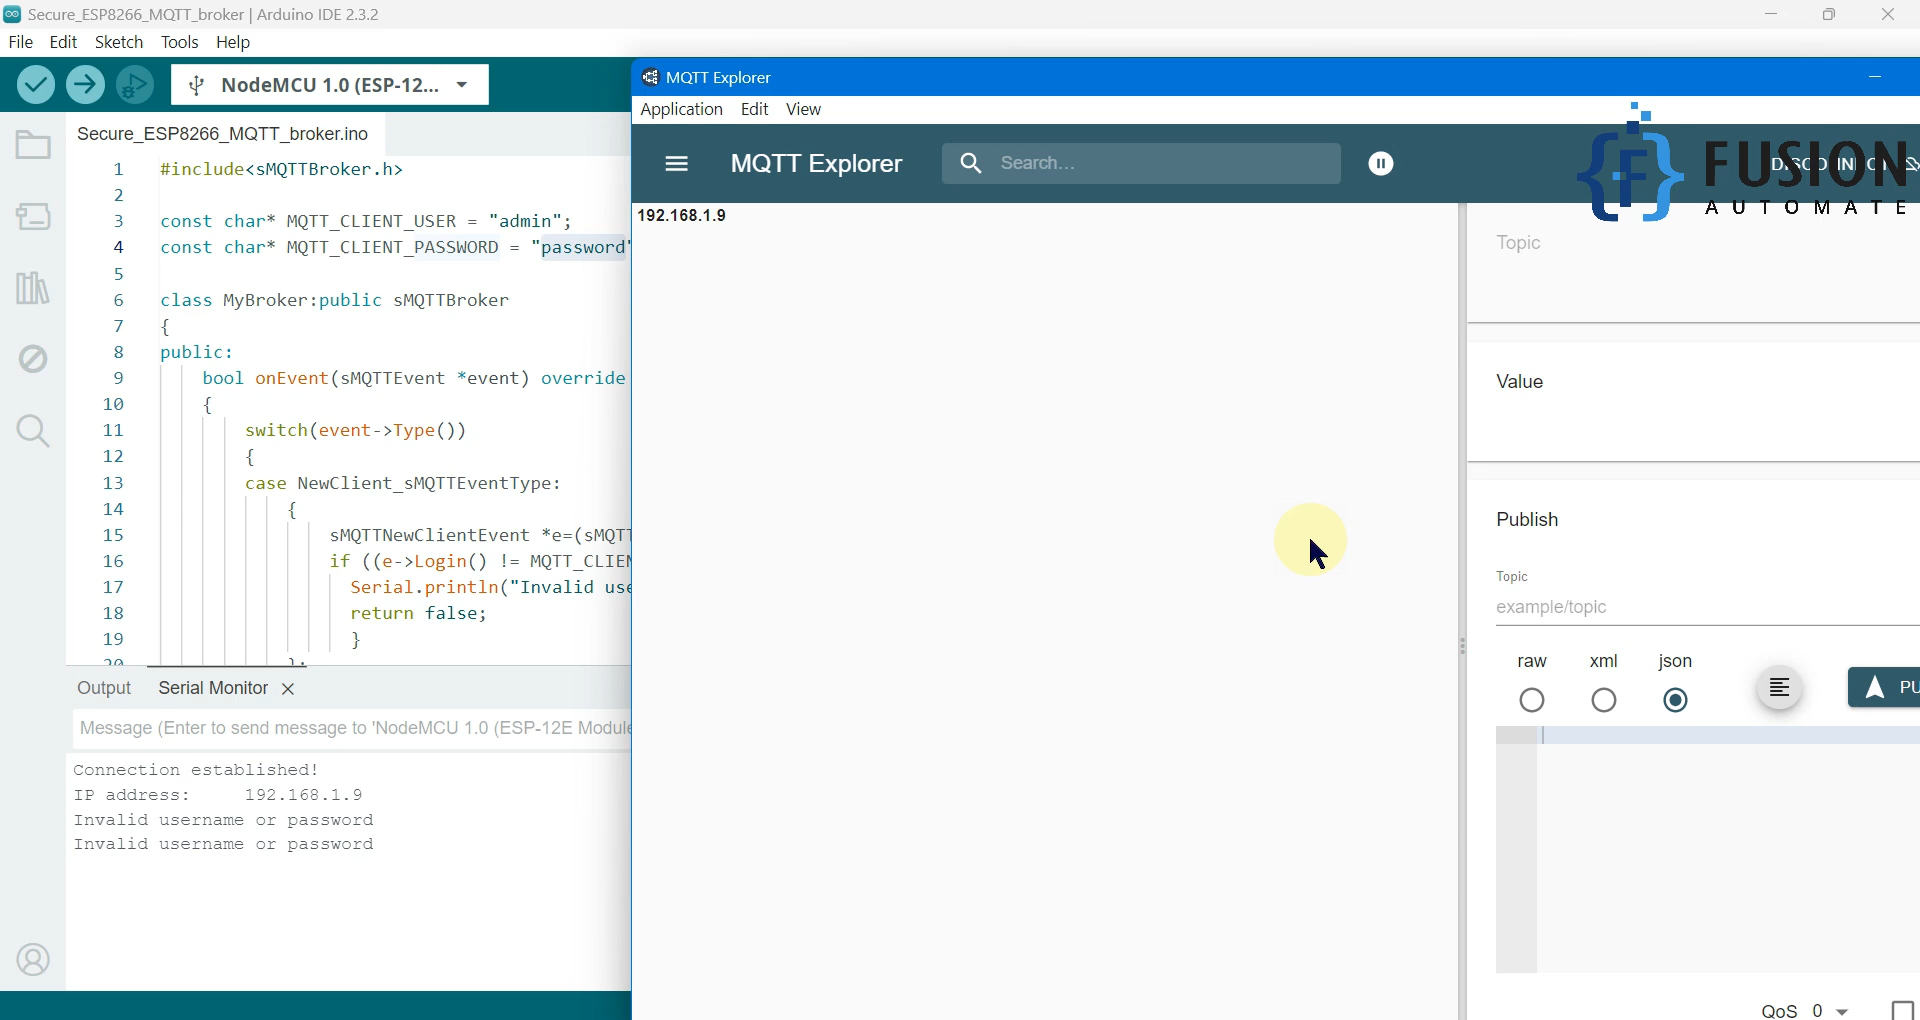 Secure_ESP8266_MQTT_broker | Arduino IDE 2.3.2
File Edit Sketch Tools Help
NodeMCU 1.0 (ESP-12...
Secure_ESP8266_MQTT_broker.ino
1 #include<sMQTTBroker.h>
2
3 const char* MQTT_CLIENT_USER = "admin";
4 const char* MQTT_CLIENT_PASSWORD = "password"
5
6 class MyBroker:public sMQTTBroker
7 {
8 public:
9 bool onEvent(sMQTTEvent *event) override
10 {
11 switch(event->Type())
12 {
13 case NewClient_sMQTTEventType:
14 {
15 sMQTTNewClientEvent *e=(sMQTT
16 if ((e->Login() != MQTT_CLIEN
17 Serial.println("Invalid use
18 return false;
19 }
20 };
Output Serial Monitor
Message (Enter to send message to 'NodeMCU 1.0 (ESP-12E Module
Connection established!
IP address: 192.168.1.9
Invalid username or password
Invalid username or password
MQTT Explorer
Application Edit View
MQTT Explorer Search...
DISCONNECT
FUSION
AUTOMATE
192.168.1.9
Topic
Value
Publish
Topic
example/topic
raw xml json
PU
QoS 0